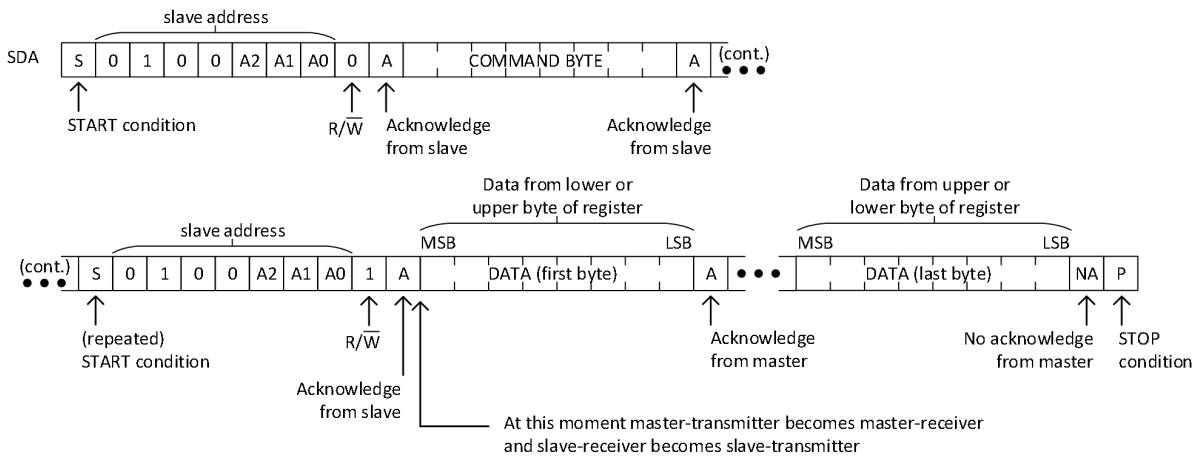 slave address
SDA S 0 1 0 0 A2 A1 A0 0 A COMMAND BYTE A (cont.)
START condition
R/W̅
Acknowledge
from slave
Acknowledge
from slave
Data from lower or
upper byte of register
Data from upper or
lower byte of register
slave address
MSB LSB MSB LSB
(cont.) S 0 1 0 0 A2 A1 A0 1 A DATA (first byte) A DATA (last byte) NA P
(repeated)
START condition
R/W̅
Acknowledge
from slave
Acknowledge
from master
No acknowledge
from master
STOP
condition
At this moment master-transmitter becomes master-receiver
and slave-receiver becomes slave-transmitter